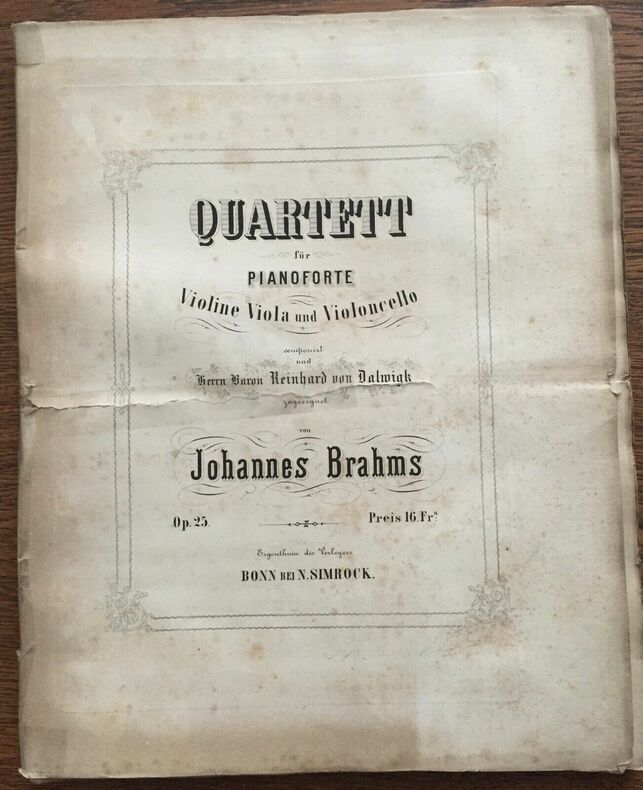 QUARTETT
für
PIANOFORTE
Violine Viola und Violoncello
componirt
und
Herrn Baron Reinhard von Dalwigk
zugeeignet
von
Johannes Brahms
Op. 25. Preis 16 Frs.
Eigenthum des Verlegers
BONN BEI N. SIMROCK.